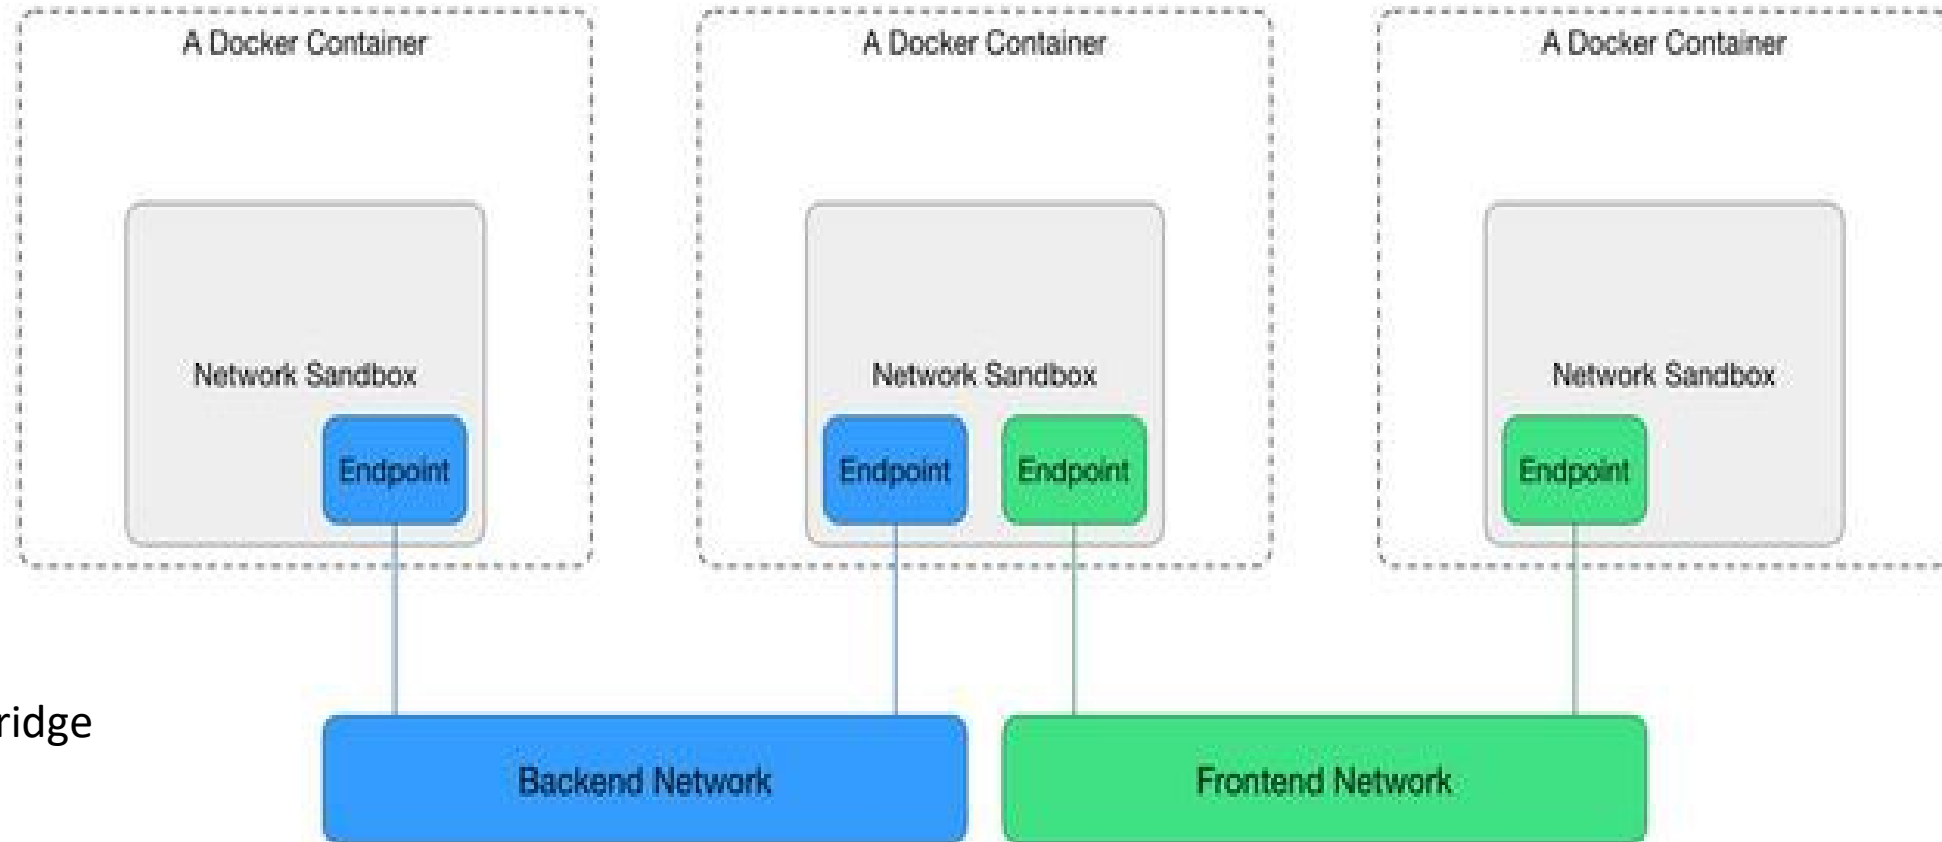 A Docker Container
A Docker Container
A Docker Container
Network Sandbox
Network Sandbox
Network Sandbox
Endpoint
Endpoint
Endpoint
Endpoint
ridge
Backend Network
Frontend Network